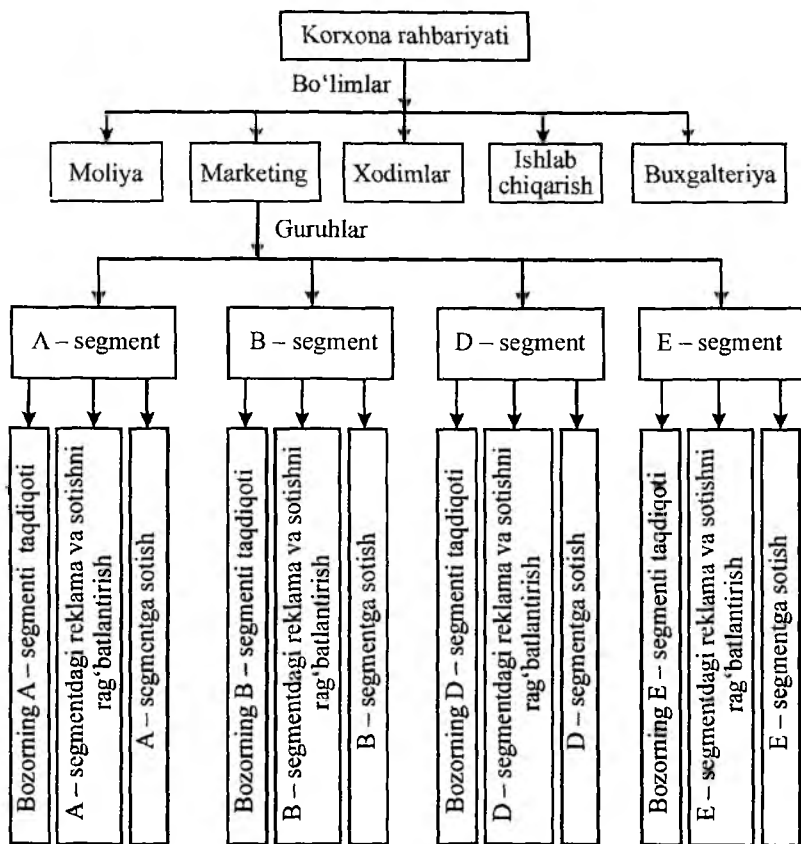 Korxona rahbariyati
Bo‘limlar
Moliya
Marketing
Xodimlar
Ishlab
chiqarish
Buxgalteriya
Guruhlar
A – segment
B – segment
D – segment
E – segment
Bozorning A – segmenti taqdiqoti
A – segmentdagi reklama va sotishni
rag‘batlantirish
A – segmentga sotish
Bozorning B – segmenti taqdiqoti
B – segmentdagi reklama va sotishni
rag‘batlantirish
B – segmentga sotish
Bozorning D – segmenti taqdiqoti
D – segmentdagi reklama va sotishni
rag‘batlantirish
D – segmentga sotish
Bozorning E – segmenti taqdiqoti
E – segmentdagi reklama va sotishni
rag‘batlantirish
E – segmentga sotish